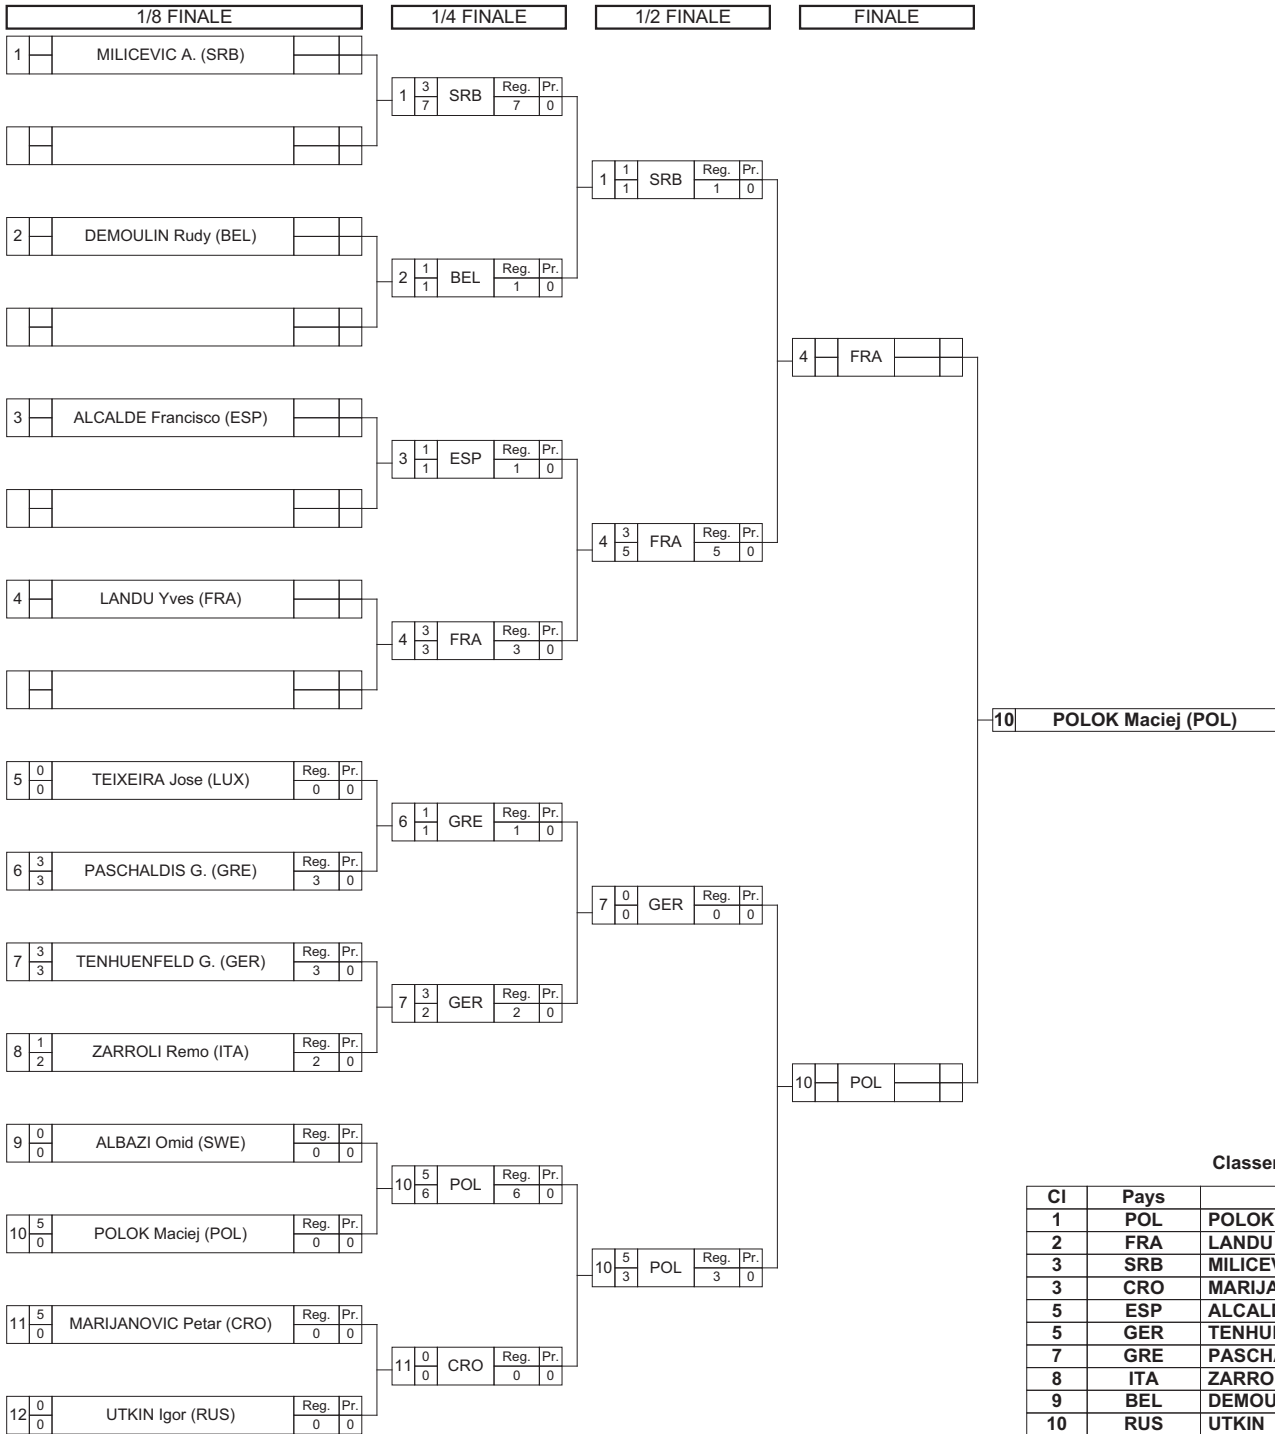 1/8 FINALE 1/4 FINALE 1/2 FINALE FINALE
1 MILICEVIC A. (SRB)
1 3 7 SRB Reg. Pr. 7 0
1 1 1 SRB Reg. Pr. 1 0
2 DEMOULIN Rudy (BEL)
2 1 1 BEL Reg. Pr. 1 0
4 FRA
3 ALCALDE Francisco (ESP)
3 1 1 ESP Reg. Pr. 1 0
4 3 5 FRA Reg. Pr. 5 0
4 LANDU Yves (FRA)
4 3 3 FRA Reg. Pr. 3 0
10 POLOK Maciej (POL)
5 0 0 TEIXEIRA Jose (LUX) Reg. Pr. 0 0
6 1 1 GRE Reg. Pr. 1 0
6 3 3 PASCHALDIS G. (GRE) Reg. Pr. 3 0
7 0 0 GER Reg. Pr. 0 0
7 3 3 TENHUENFELD G. (GER) Reg. Pr. 3 0
7 3 2 GER Reg. Pr. 2 0
8 1 2 ZARROLI Remo (ITA) Reg. Pr. 2 0
10 POL
9 0 0 ALBAZI Omid (SWE) Reg. Pr. 0 0
10 5 6 POL Reg. Pr. 6 0
10 5 0 POLOK Maciej (POL) Reg. Pr. 0 0
10 5 3 POL Reg. Pr. 3 0
11 5 0 MARIJANOVIC Petar (CRO) Reg. Pr. 0 0
11 0 0 CRO Reg. Pr. 0 0
12 0 0 UTKIN Igor (RUS) Reg. Pr. 0 0
Classe
Cl Pays
1 POL POLOK
2 FRA LANDU
3 SRB MILICEV
3 CRO MARIJA
5 ESP ALCAL
5 GER TENHU
7 GRE PASCH
8 ITA ZARRO
9 BEL DEMOU
10 RUS UTKIN